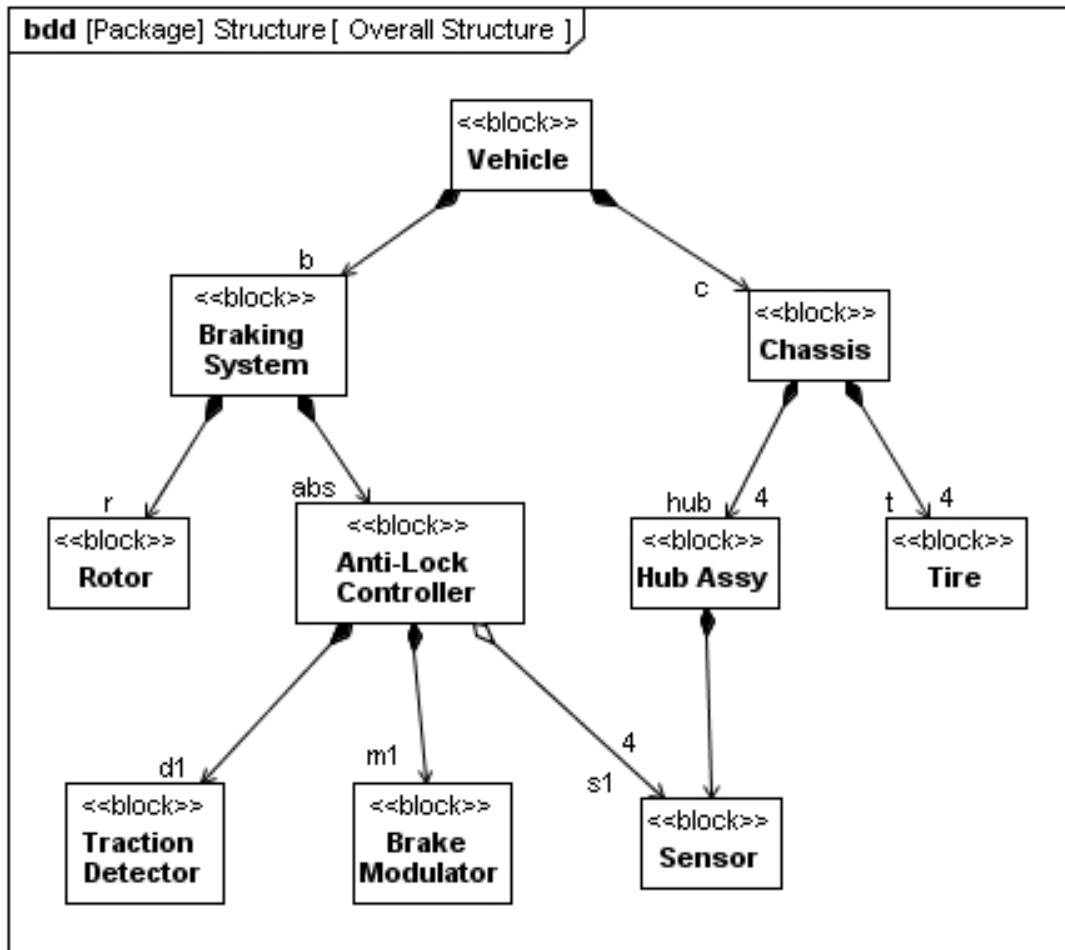 bdd [Package] Structure [ Overall Structure ]
<<block>>
Vehicle
b
c
<<block>>
Braking
System
<<block>>
Chassis
r
abs
hub
4
t
4
<<block>>
Rotor
<<block>>
Anti-Lock
Controller
<<block>>
Hub Assy
<<block>>
Tire
d1
m1
4
s1
<<block>>
Traction
Detector
<<block>>
Brake
Modulator
<<block>>
Sensor